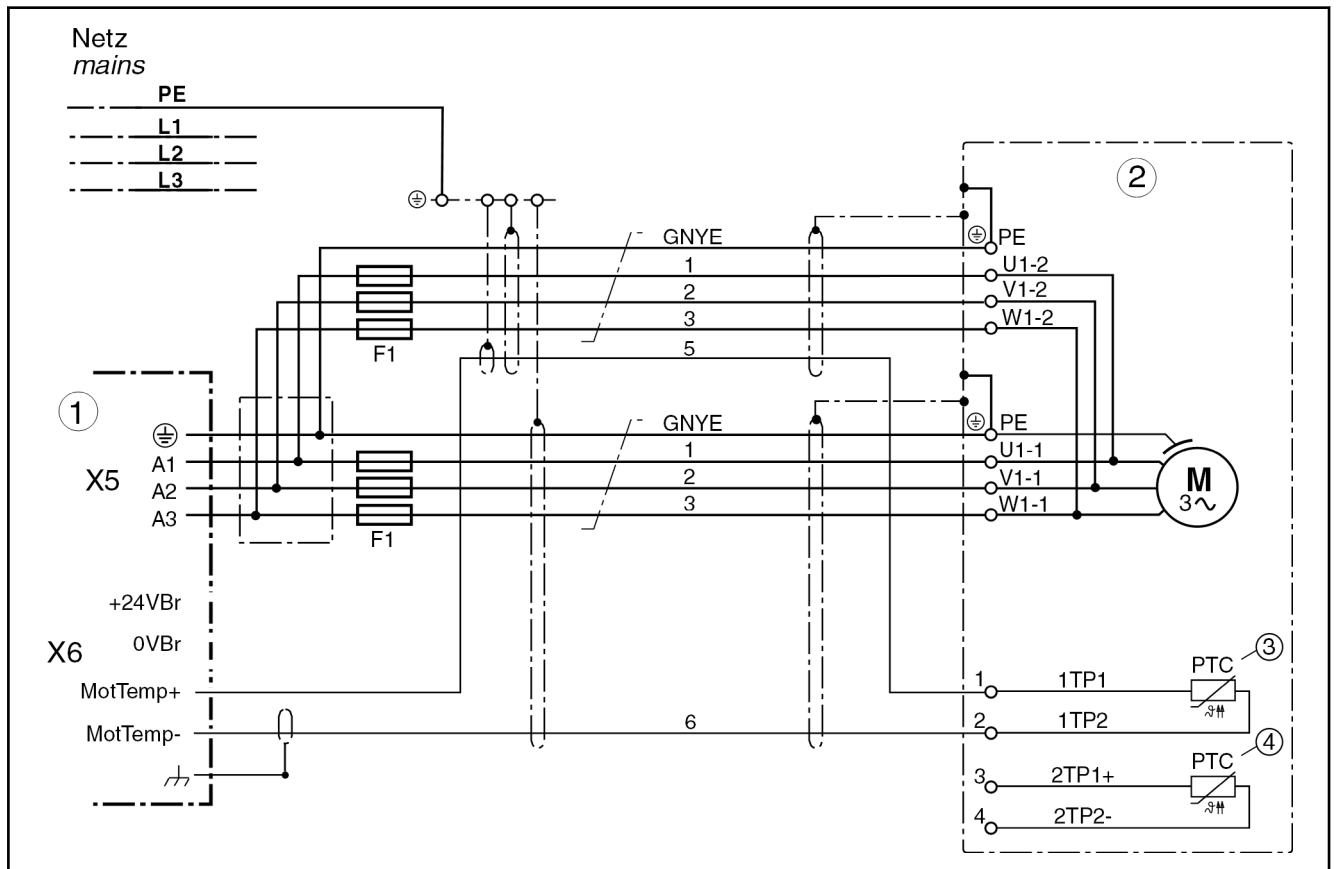 Netz
mains
PE
L1
L2
L3
2
GNYE
PE
1
U1-2
2
V1-2
3
W1-2
F1
5
1
GNYE
PE
A1
1
U1-1
X5
A2
2
V1-1
M
3
A3
3
W1-1
F1
+24VBr
X6
0VBr
MotTemp+
1
1TP1
PTC
3
MotTemp-
6
2
1TP2
3
2TP1+
PTC
4
4
2TP2-